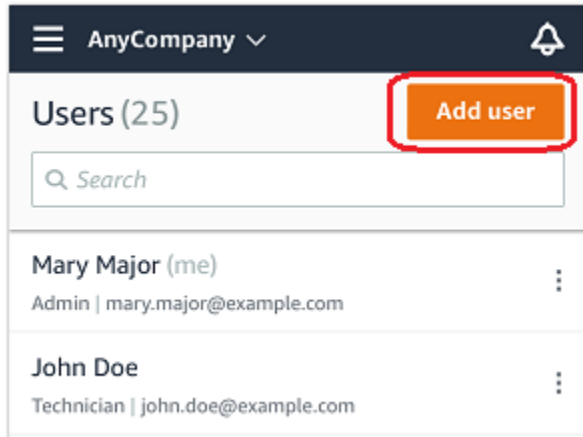 AnyCompany
Users (25)
Add user
Search
Mary Major (me)
Admin | mary.major@example.com
John Doe
Technician | john.doe@example.com